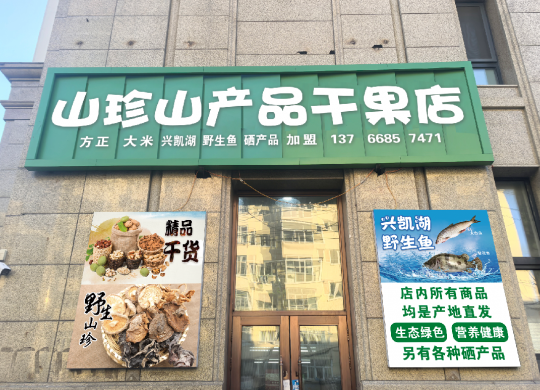 山珍山产品干果店
方正 大米 兴凯湖 野生鱼 硒产品 加盟 137 6685 7471
精品
干货
野生
山珍
兴凯湖
野生鱼
店内所有商品
均是产地直发
生态绿色 营养健康
另有各种硒产品